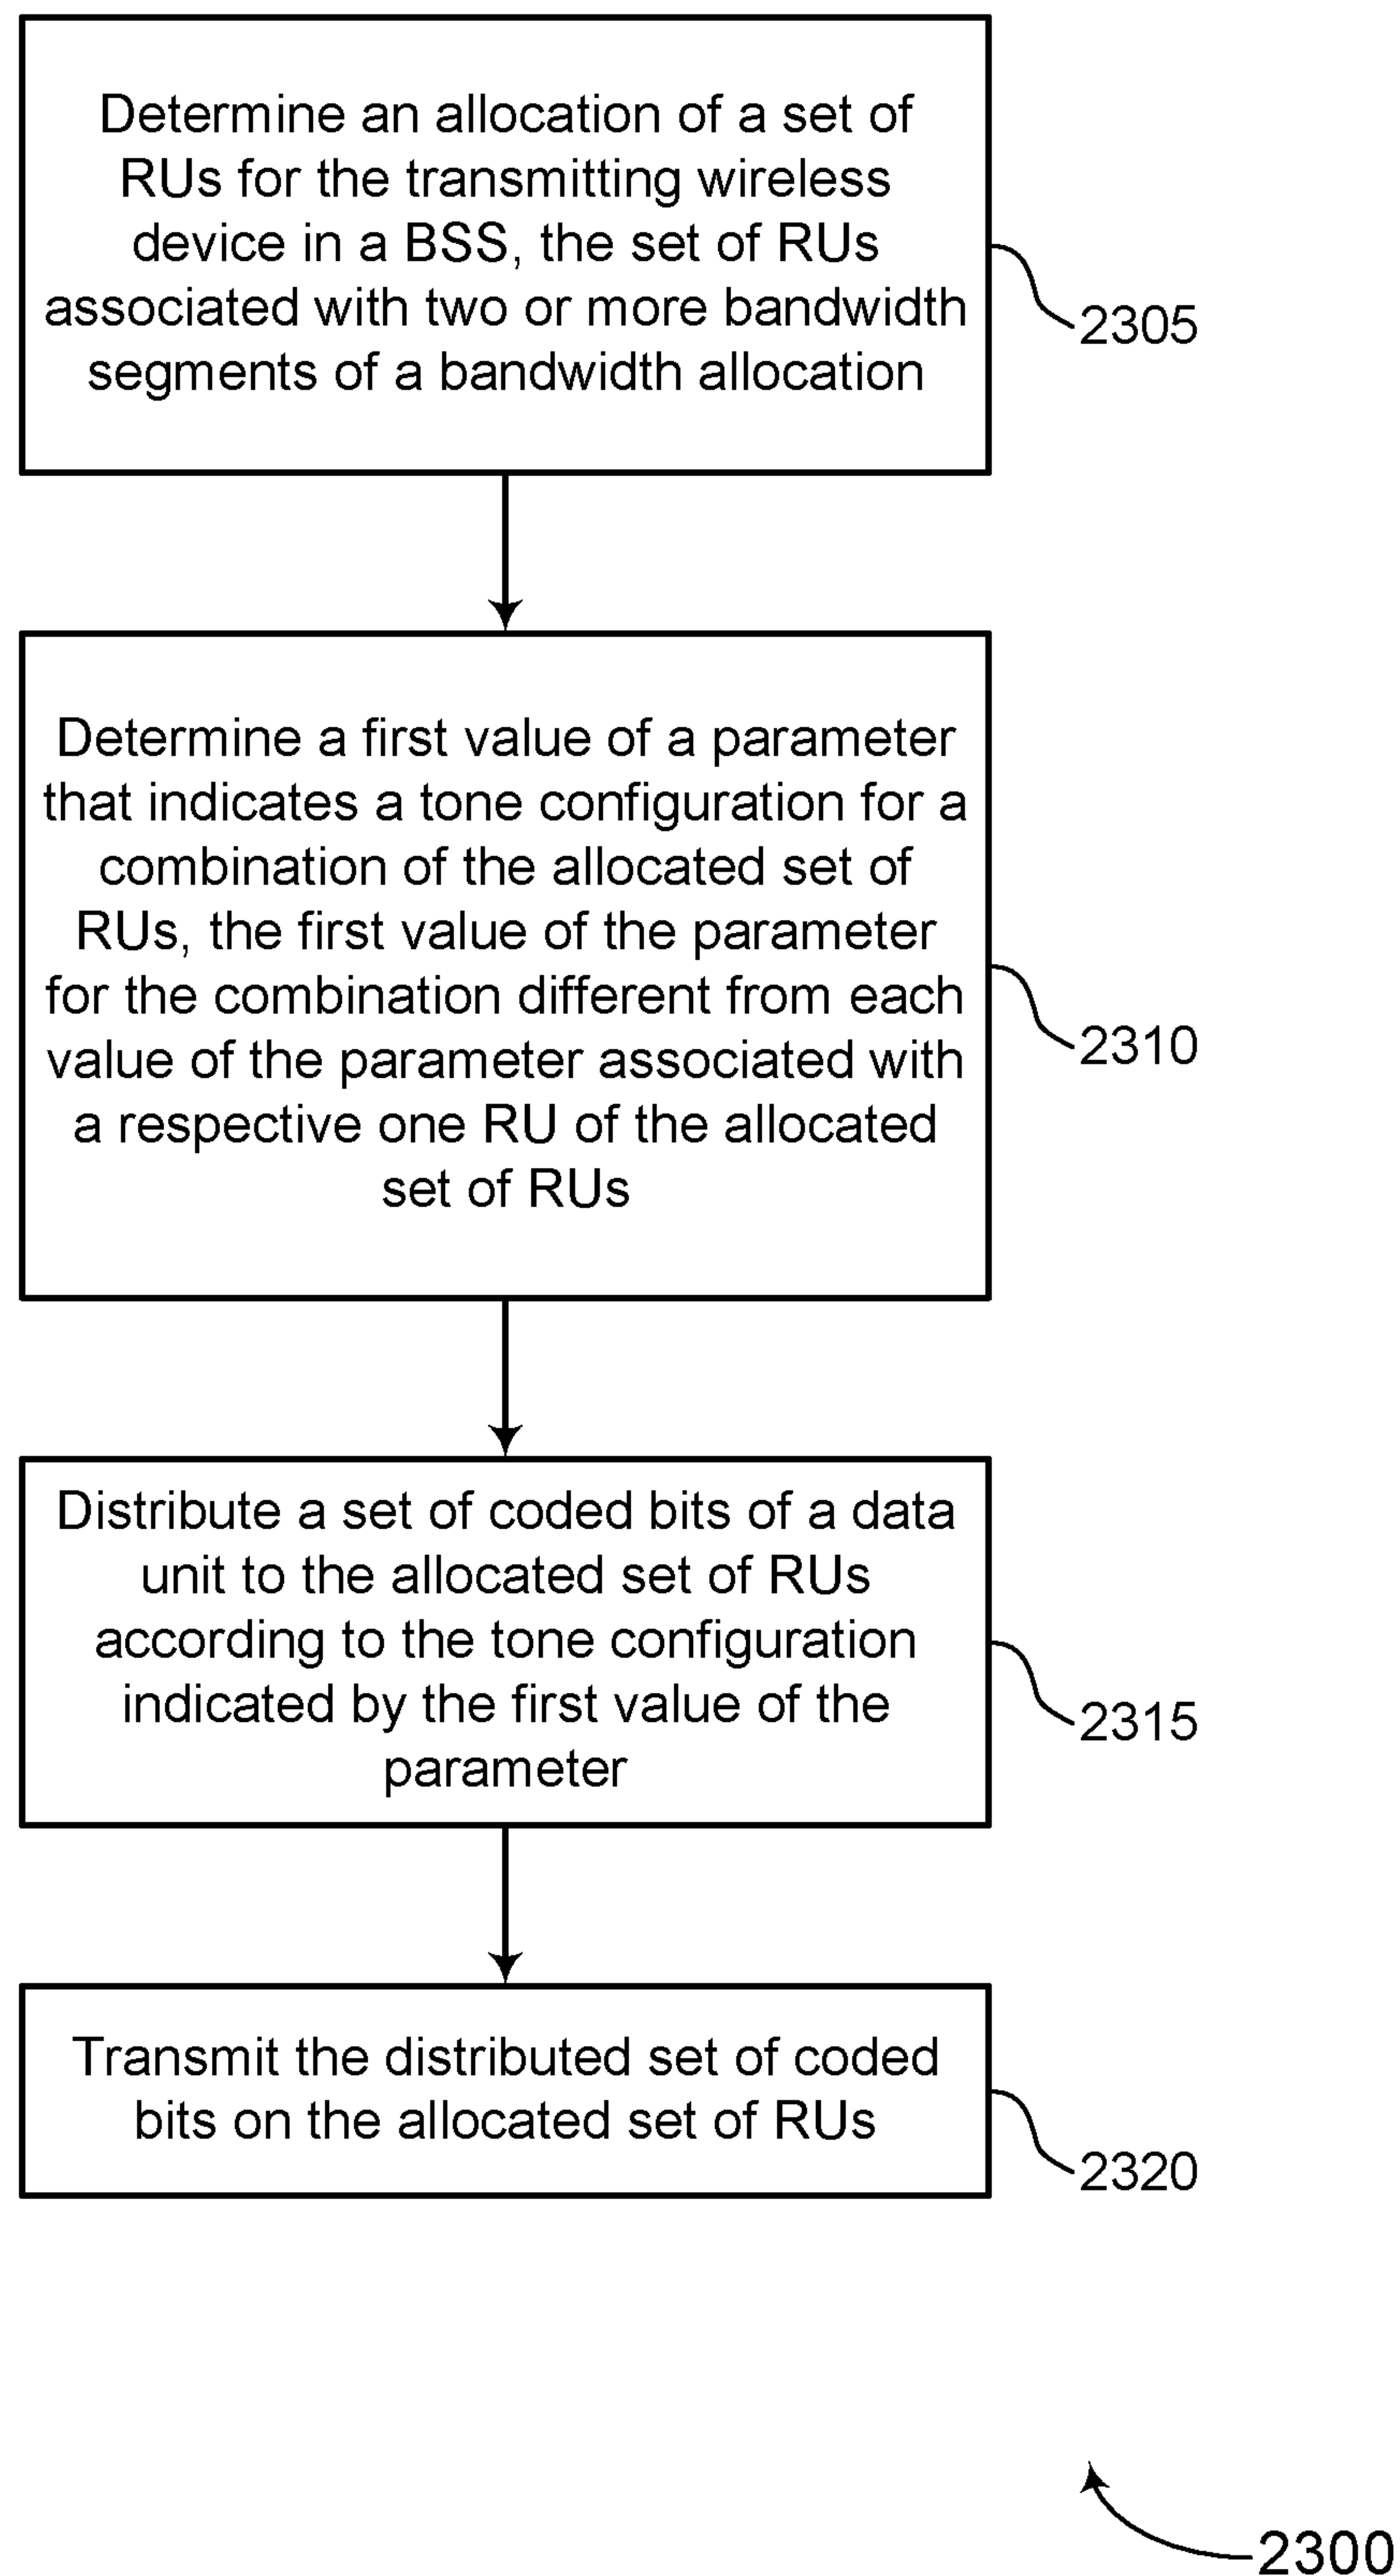 Determine an allocation of a set of
RUs for the transmitting wireless
device in a BSS, the set of RUs
associated with two or more bandwidth
segments of a bandwidth allocation
2305
Determine a first value of a parameter
that indicates a tone configuration for a
combination of the allocated set of
RUs, the first value of the parameter
for the combination different from each
value of the parameter associated with
a respective one RU of the allocated
set of RUs
2310
Distribute a set of coded bits of a data
unit to the allocated set of RUs
according to the tone configuration
indicated by the first value of the
parameter
2315
Transmit the distributed set of coded
bits on the allocated set of RUs
2320
2300